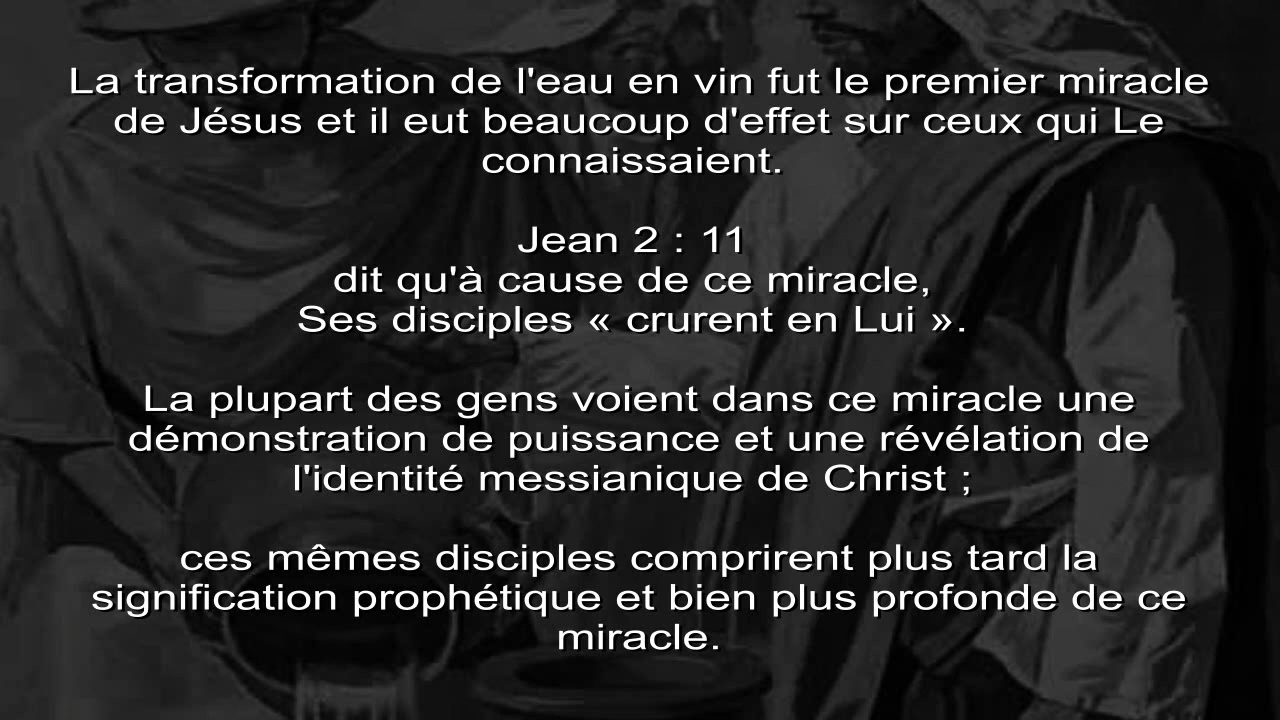 La transformation de l'eau en vin fut le premier miracle
de Jésus et il eut beaucoup d'effet sur ceux qui Le
connaissaient.
Jean 2 : 11
dit qu'à cause de ce miracle,
Ses disciples « crurent en Lui ».
La plupart des gens voient dans ce miracle une
démonstration de puissance et une révélation de
l'identité messianique de Christ ;
ces mêmes disciples comprirent plus tard la
signification prophétique et bien plus profonde de ce
miracle.